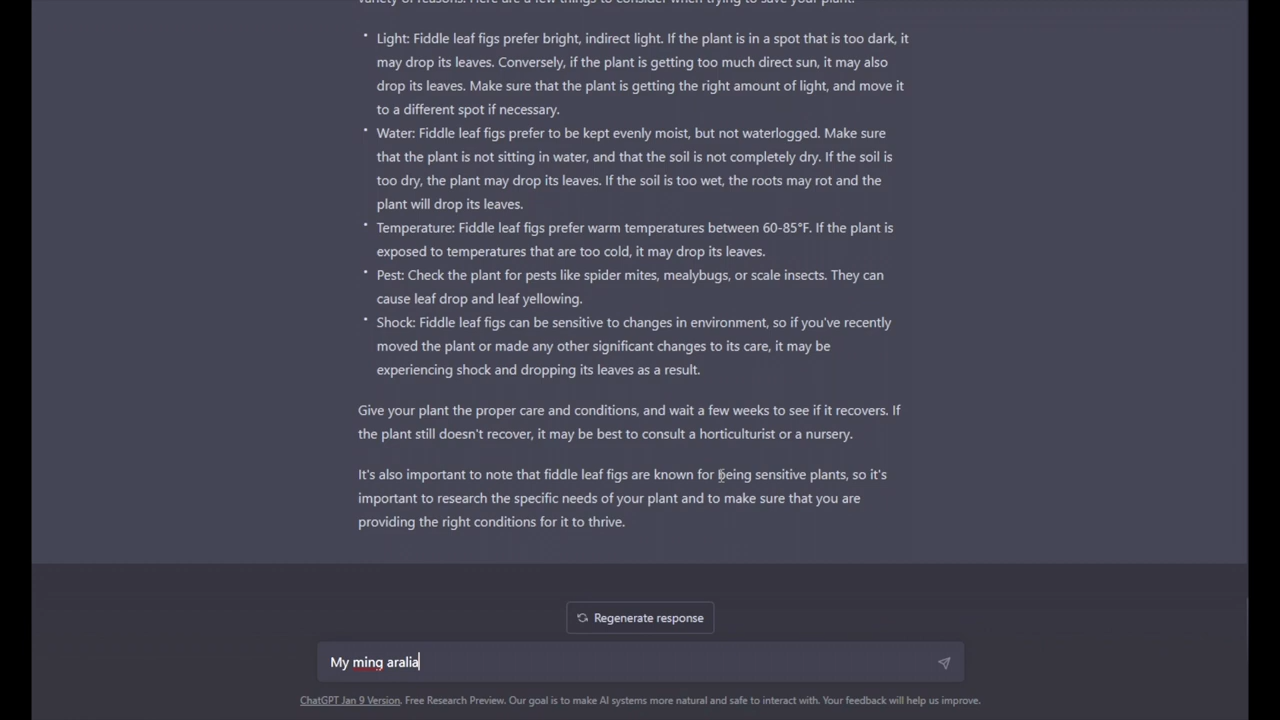 variety of reasons. Here are a few things to consider when trying to save your plant:
• Light: Fiddle leaf figs prefer bright, indirect light. If the plant is in a spot that is too dark, it
may drop its leaves. Conversely, if the plant is getting too much direct sun, it may also
drop its leaves. Make sure that the plant is getting the right amount of light, and move it
to a different spot if necessary.
• Water: Fiddle leaf figs prefer to be kept evenly moist, but not waterlogged. Make sure
that the plant is not sitting in water, and that the soil is not completely dry. If the soil is
too dry, the plant may drop its leaves. If the soil is too wet, the roots may rot and the
plant will drop its leaves.
• Temperature: Fiddle leaf figs prefer warm temperatures between 60-85°F. If the plant is
exposed to temperatures that are too cold, it may drop its leaves.
• Pest: Check the plant for pests like spider mites, mealybugs, or scale insects. They can
cause leaf drop and leaf yellowing.
• Shock: Fiddle leaf figs can be sensitive to changes in environment, so if you've recently
moved the plant or made any other significant changes to its care, it may be
experiencing shock and dropping its leaves as a result.
Give your plant the proper care and conditions, and wait a few weeks to see if it recovers. If
the plant still doesn't recover, it may be best to consult a horticulturist or a nursery.
It's also important to note that fiddle leaf figs are known for being sensitive plants, so it's
important to research the specific needs of your plant and to make sure that you are
providing the right conditions for it to thrive.
Regenerate response
My ming aralia
ChatGPT Jan 9 Version. Free Research Preview. Our goal is to make AI systems more natural and safe to interact with. Your feedback will help us improve.